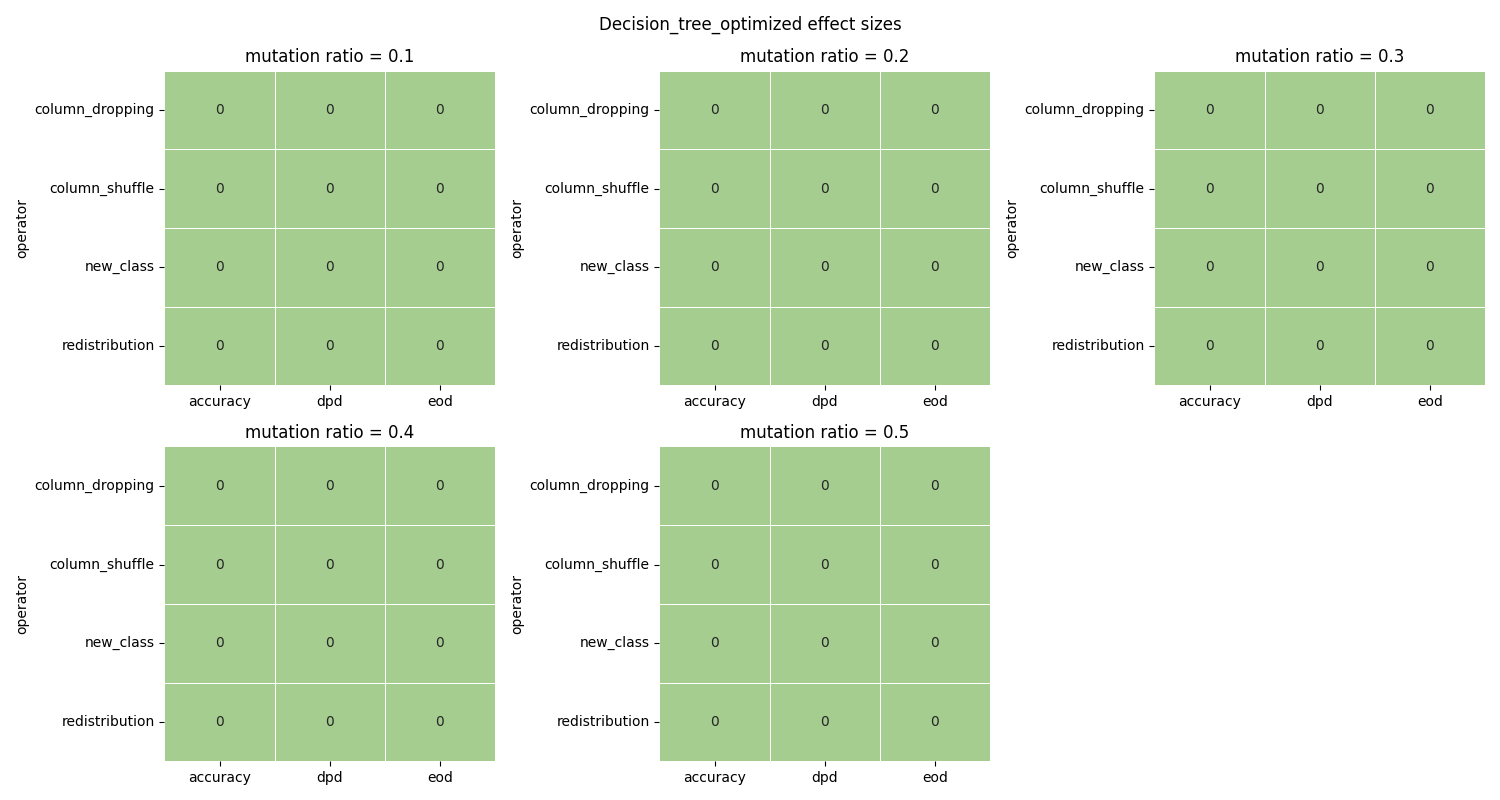 Decision_tree_optimized effect sizes
mutation ratio = 0.1
operator
column_dropping 0 0 0
column_shuffle 0 0 0
new_class 0 0 0
redistribution 0 0 0
accuracy dpd eod
mutation ratio = 0.2
operator
column_dropping 0 0 0
column_shuffle 0 0 0
new_class 0 0 0
redistribution 0 0 0
accuracy dpd eod
mutation ratio = 0.3
operator
column_dropping 0 0 0
column_shuffle 0 0 0
new_class 0 0 0
redistribution 0 0 0
accuracy dpd eod
mutation ratio = 0.4
operator
column_dropping 0 0 0
column_shuffle 0 0 0
new_class 0 0 0
redistribution 0 0 0
accuracy dpd eod
mutation ratio = 0.5
operator
column_dropping 0 0 0
column_shuffle 0 0 0
new_class 0 0 0
redistribution 0 0 0
accuracy dpd eod